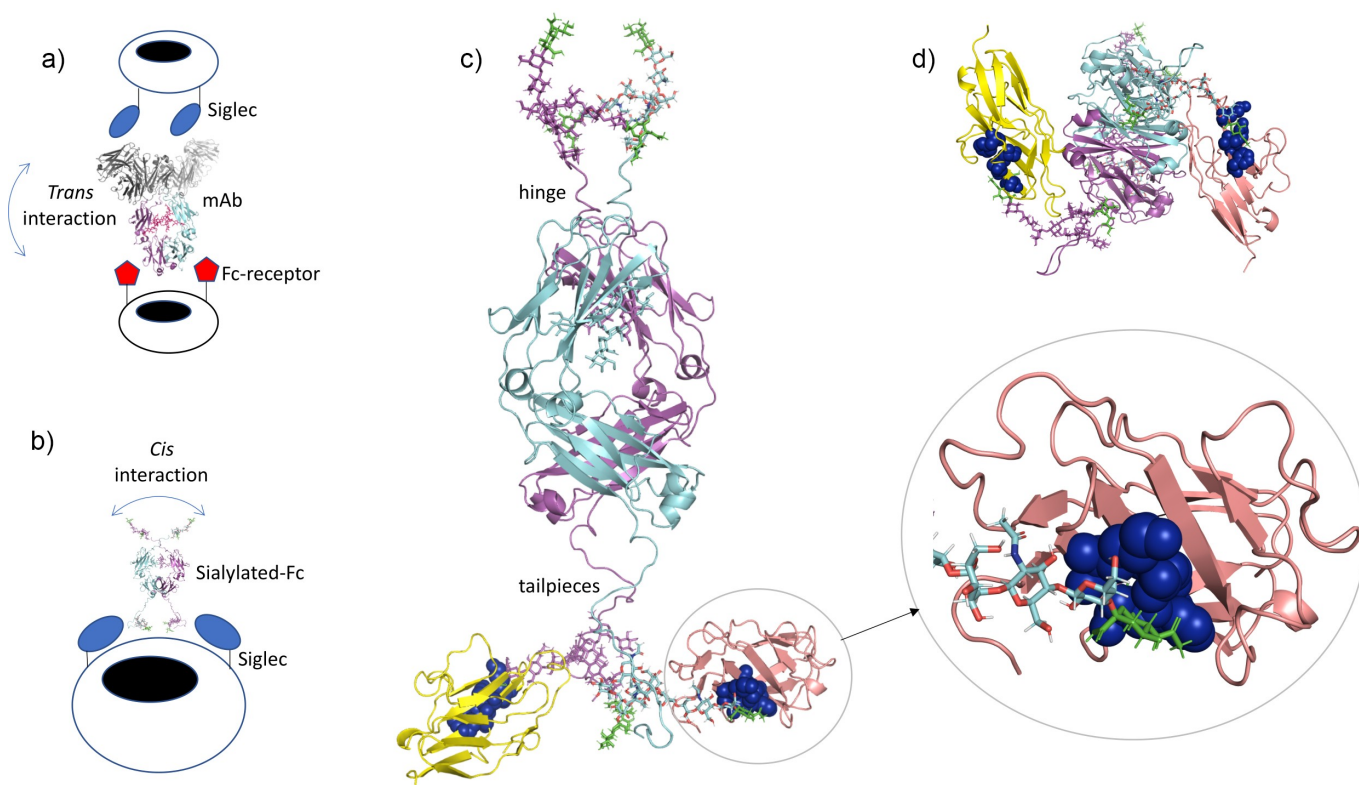 a)
Siglec
Trans
interaction
mAb
Fc-receptor
b)
Cis
interaction
Sialylated-Fc
Siglec
c)
hinge
tailpieces
d)